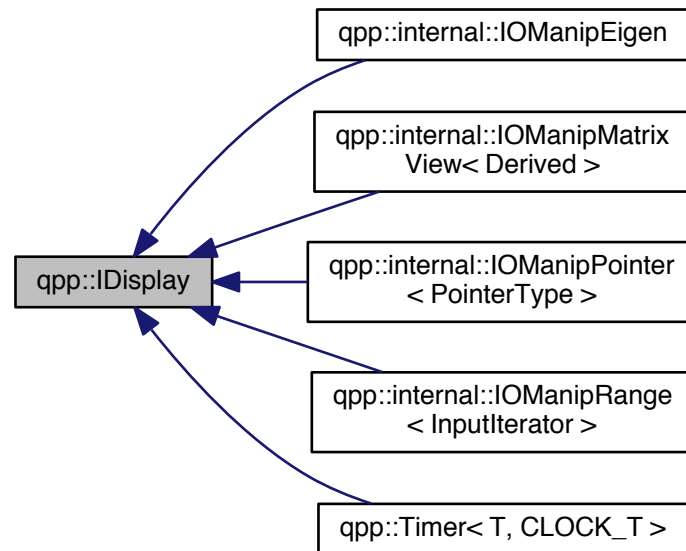 qpp::internal::IOManipEigen
qpp::internal::IOManipMatrix
View< Derived >
qpp::IDisplay
qpp::internal::IOManipPointer
< PointerType >
qpp::internal::IOManipRange
< InputIterator >
qpp::Timer< T, CLOCK_T >